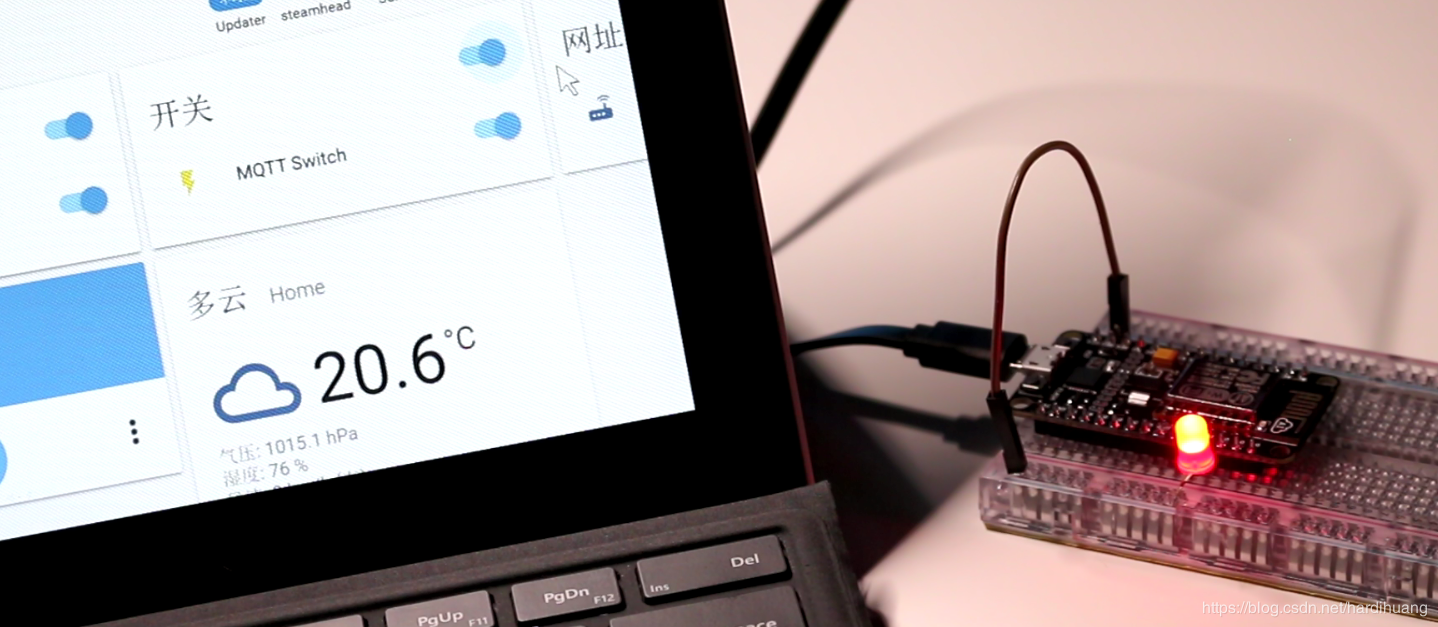 Updater steamhead
网址
开关
MQTT Switch
多云 Home
20.6 °C
气压: 1015.1 hPa
湿度: 76 %
Del
Ins
PgDn F12
PgUp F11
https://blog.csdn.net/hardihuang